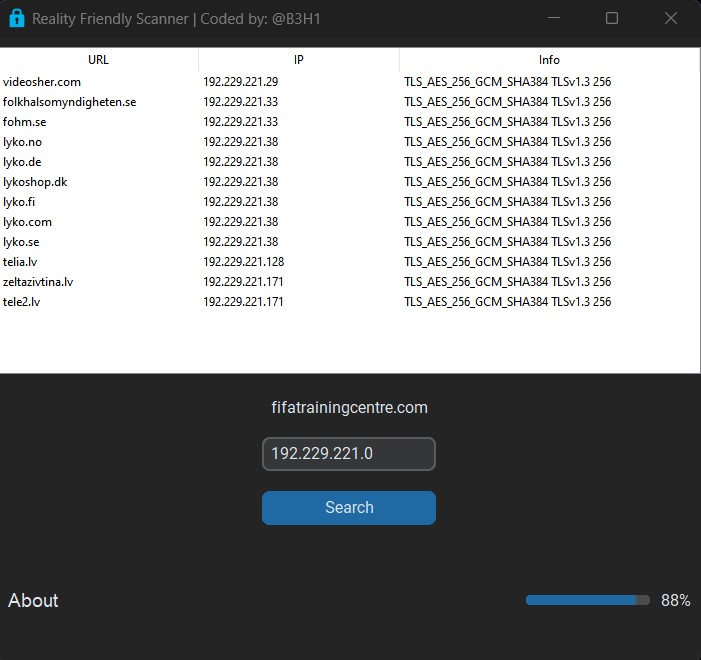 Reality Friendly Scanner | Coded by: @B3H1
URL IP Info
videosher.com 192.229.221.29 TLS_AES_256_GCM_SHA384 TLSv1.3 256
folkhalsomyndigheten.se 192.229.221.33 TLS_AES_256_GCM_SHA384 TLSv1.3 256
fohm.se 192.229.221.33 TLS_AES_256_GCM_SHA384 TLSv1.3 256
lyko.no 192.229.221.38 TLS_AES_256_GCM_SHA384 TLSv1.3 256
lyko.de 192.229.221.38 TLS_AES_256_GCM_SHA384 TLSv1.3 256
lykoshop.dk 192.229.221.38 TLS_AES_256_GCM_SHA384 TLSv1.3 256
lyko.fi 192.229.221.38 TLS_AES_256_GCM_SHA384 TLSv1.3 256
lyko.com 192.229.221.38 TLS_AES_256_GCM_SHA384 TLSv1.3 256
lyko.se 192.229.221.38 TLS_AES_256_GCM_SHA384 TLSv1.3 256
telia.lv 192.229.221.128 TLS_AES_256_GCM_SHA384 TLSv1.3 256
zeltazivtina.lv 192.229.221.171 TLS_AES_256_GCM_SHA384 TLSv1.3 256
tele2.lv 192.229.221.171 TLS_AES_256_GCM_SHA384 TLSv1.3 256
fifatrainingcentre.com
192.229.221.0
Search
About 88%